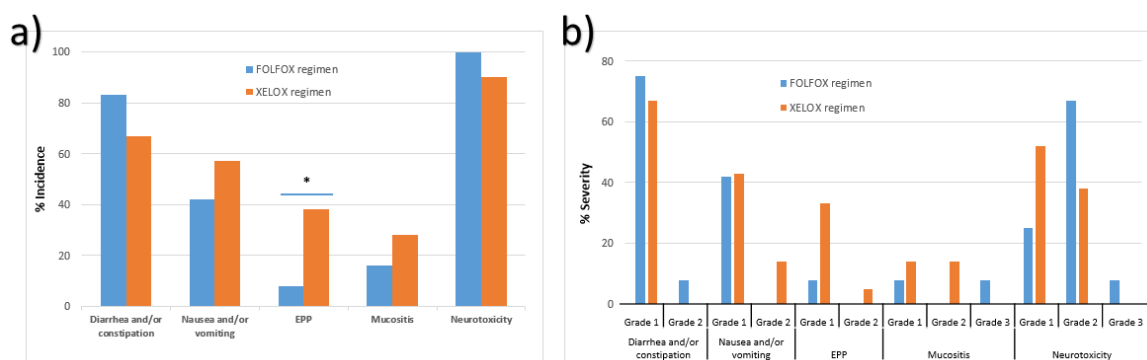 a)
100
80
60
40
20
0
% Incidence
FOLFOX regimen
XELOX regimen
*
Diarrhea and/or
constipation
Nausea and/or
vomiting
EPP
Mucositis
Neurotoxicity
b)
80
60
40
20
0
% Severity
FOLFOX regimen
XELOX regimen
Grade 1 Grade 2 Grade 1 Grade 2 Grade 1 Grade 2 Grade 1 Grade 2 Grade 3 Grade 1 Grade 2 Grade 3
Diarrhea and/or
constipation
Nausea and/or
vomiting
EPP
Mucositis
Neurotoxicity